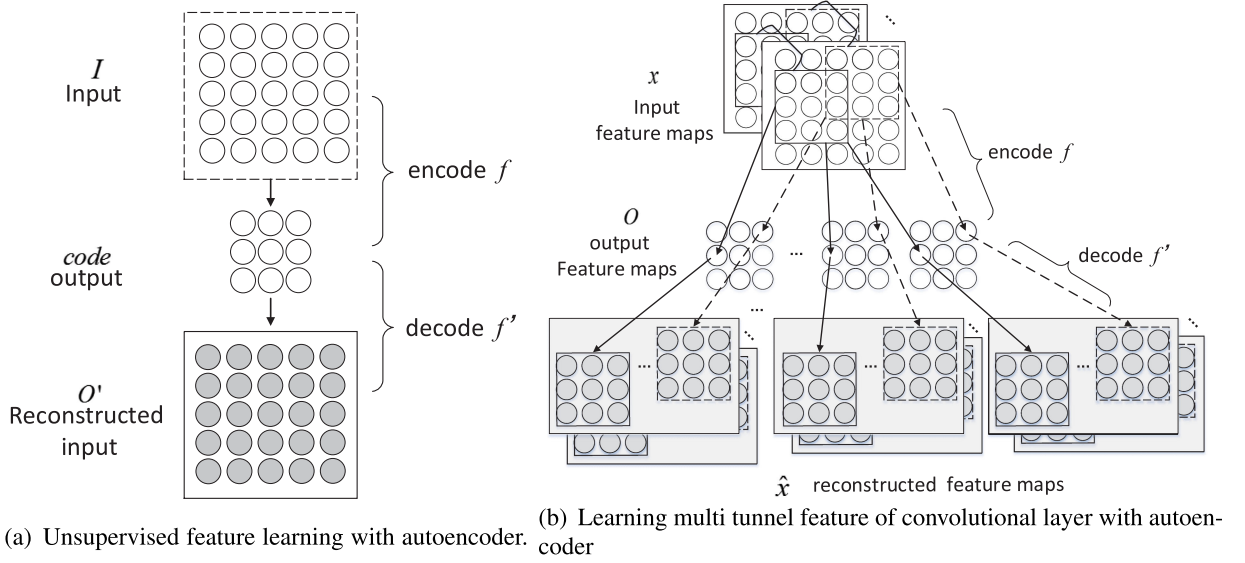 I
Input
encode f
code
output
decode f'
O'
Reconstructed
input
(a) Unsupervised feature learning with autoencoder.
x
Input
feature maps
encode f
O
output
Feature maps
...
decode f'
...
...
...
...
x̂ reconstructed feature maps
(b) Learning multi tunnel feature of convolutional layer with autoen-
coder